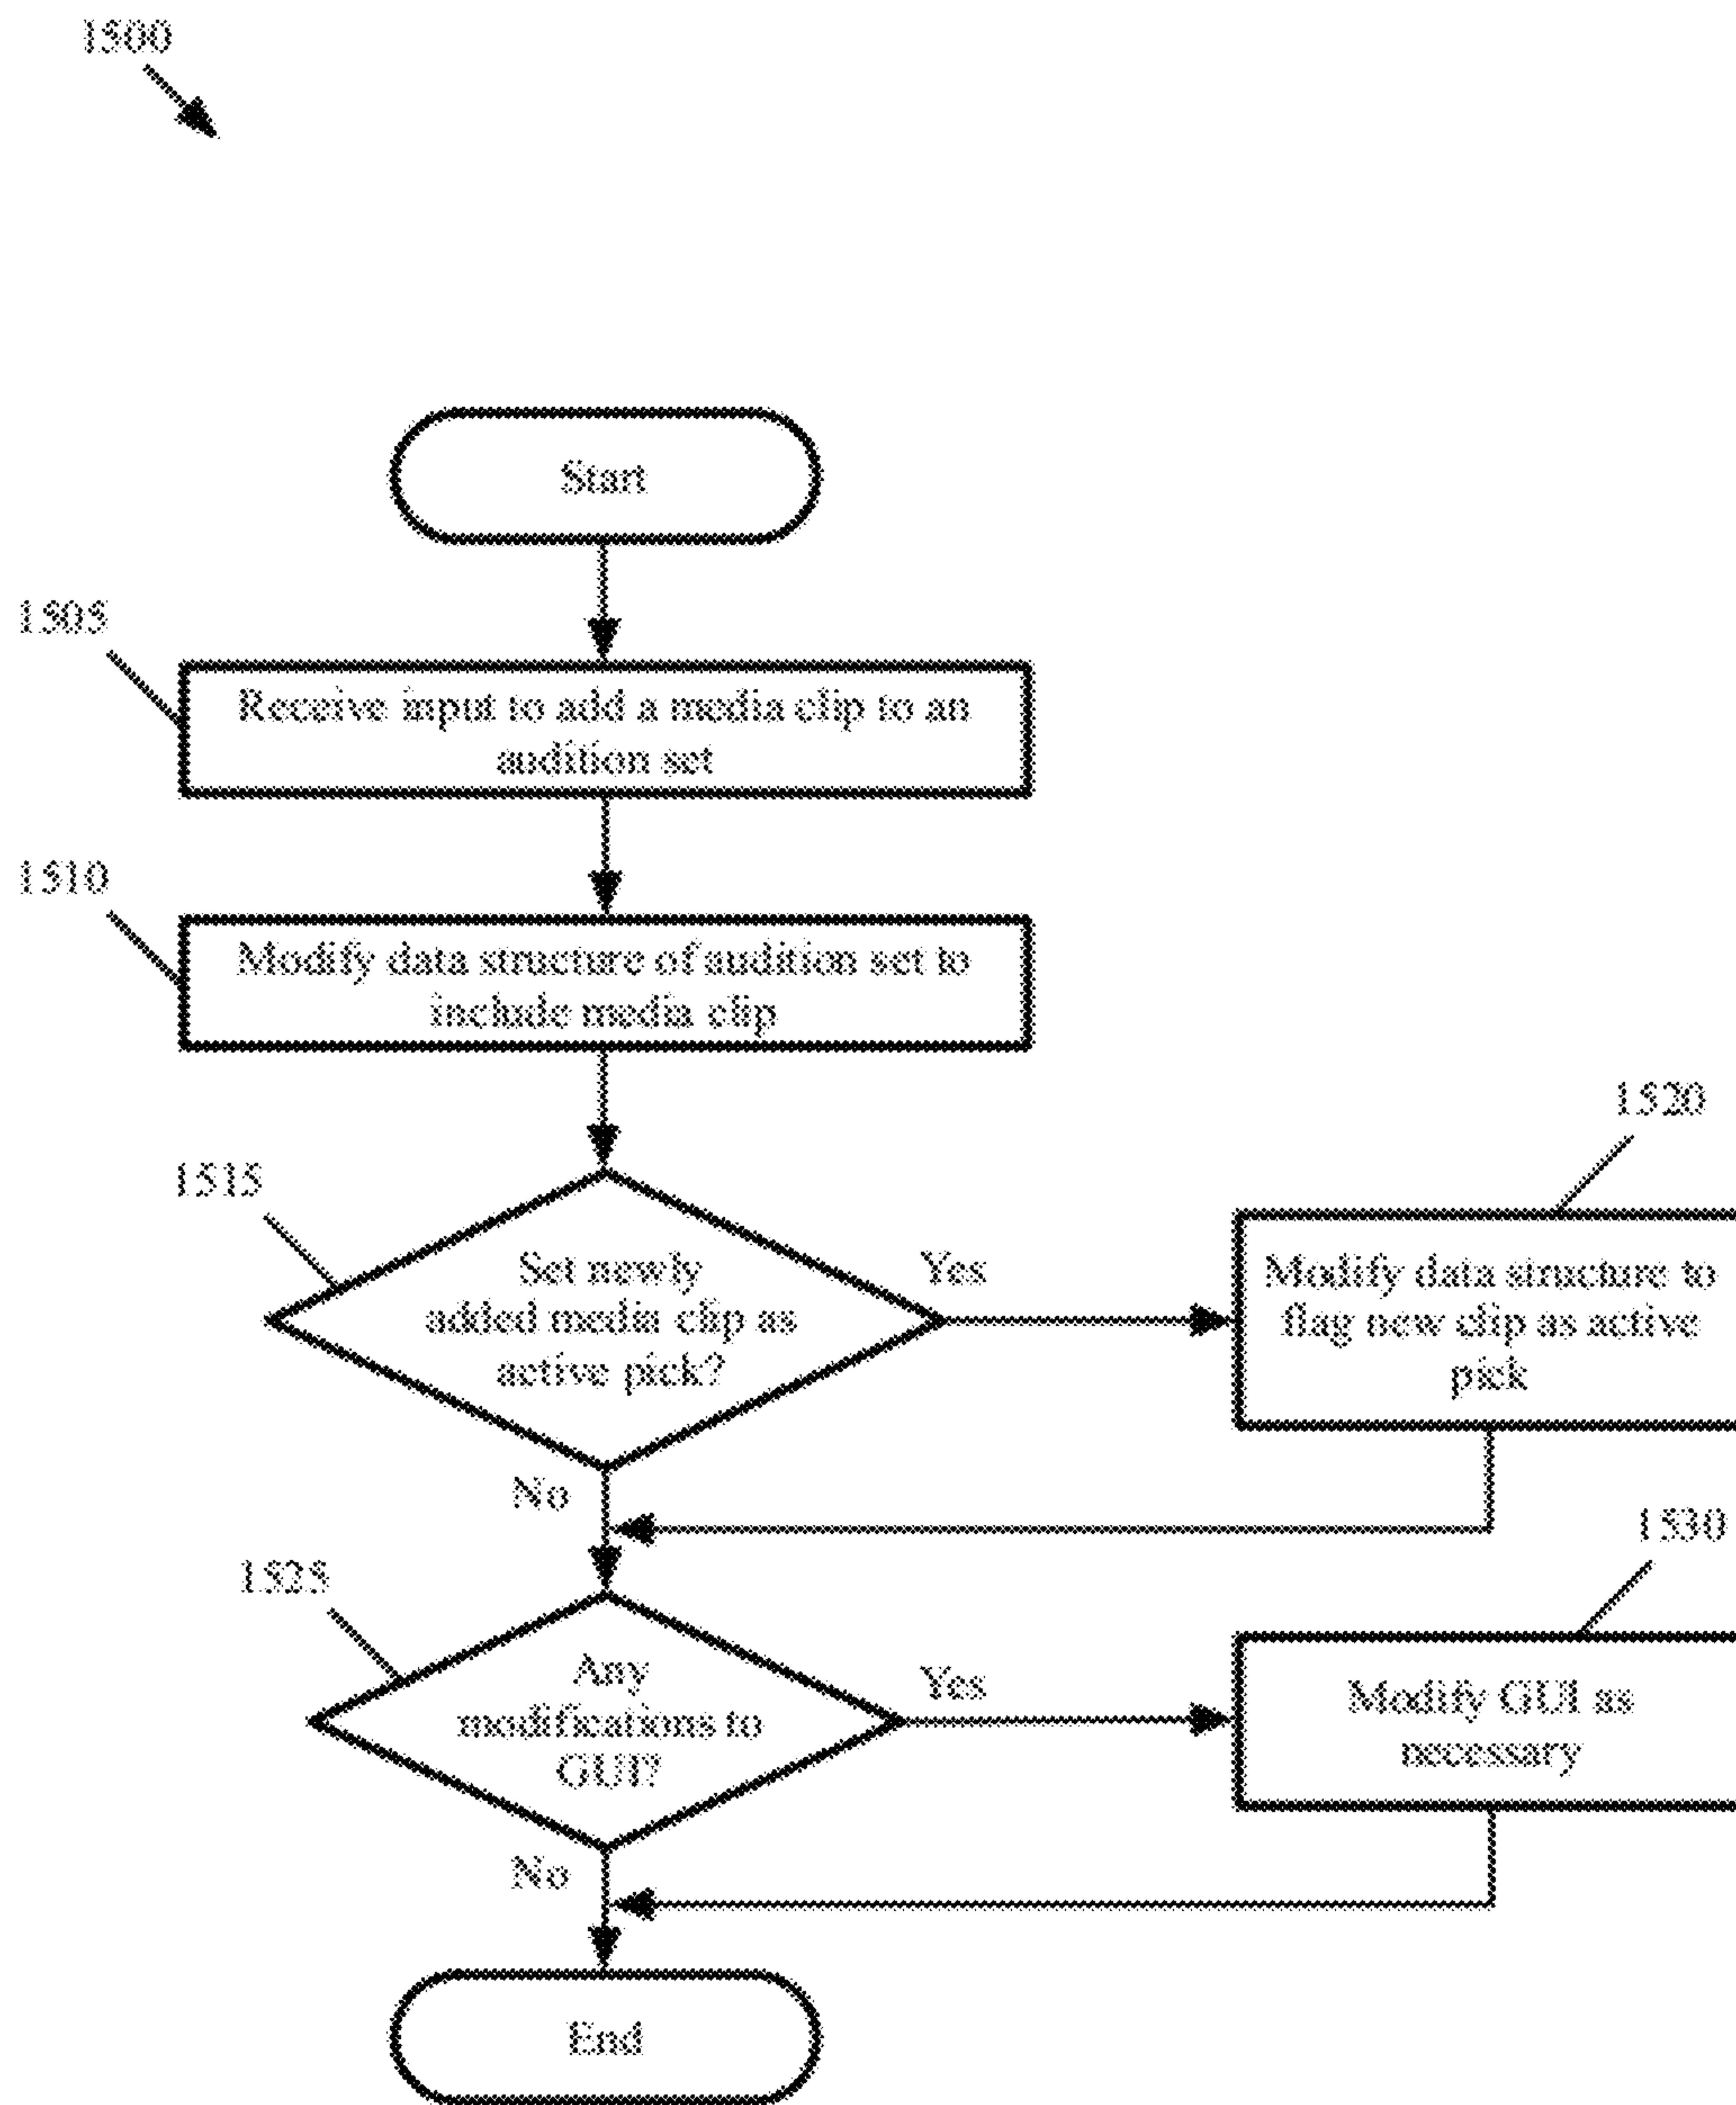 1500
Start
1505
Receive input to add a media clip to an
audition set
1510
Modify data structure of audition set to
include media clip
1515
Set newly
added media clip as
active pick?
Yes
1520
Modify data structure to
flag new clip as active
pick
No
1525
Any
modifications to
GUI?
Yes
1530
Modify GUI as
necessary
No
End